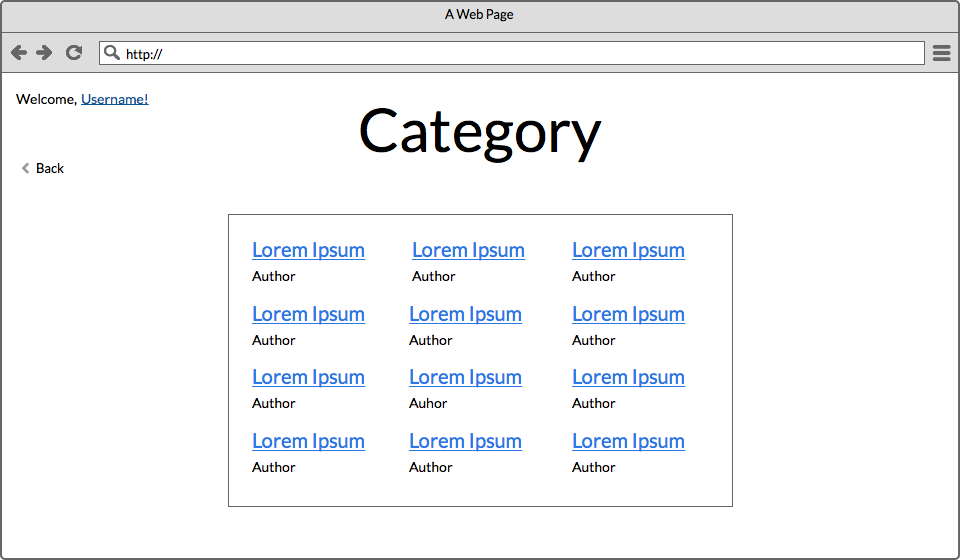 A Web Page
http://
Welcome, Username!
Category
Back
Lorem Ipsum Lorem Ipsum Lorem Ipsum
Author Author Author
Lorem Ipsum Lorem Ipsum Lorem Ipsum
Author Author Author
Lorem Ipsum Lorem Ipsum Lorem Ipsum
Author Auhor Author
Lorem Ipsum Lorem Ipsum Lorem Ipsum
Author Author Author